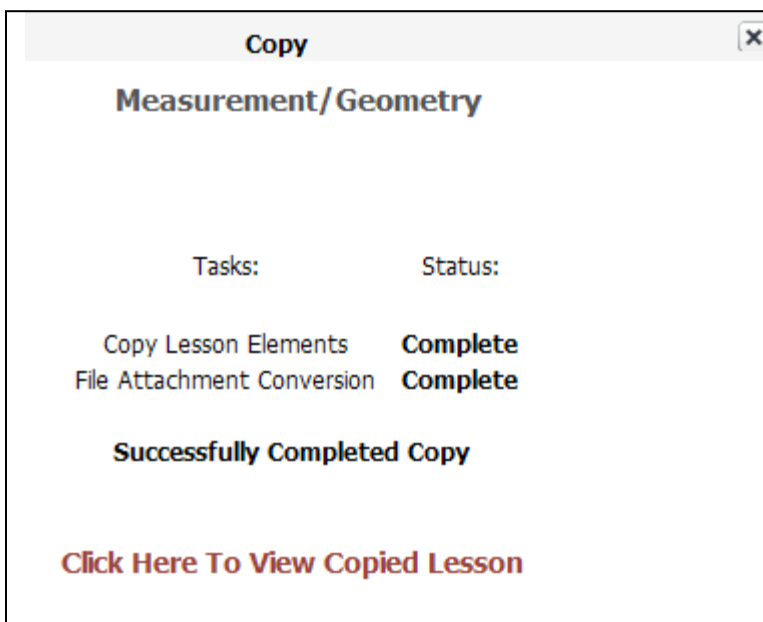 Copy
Measurement/Geometry
Tasks: Status:
Copy Lesson Elements Complete
File Attachment Conversion Complete
Successfully Completed Copy
Click Here To View Copied Lesson